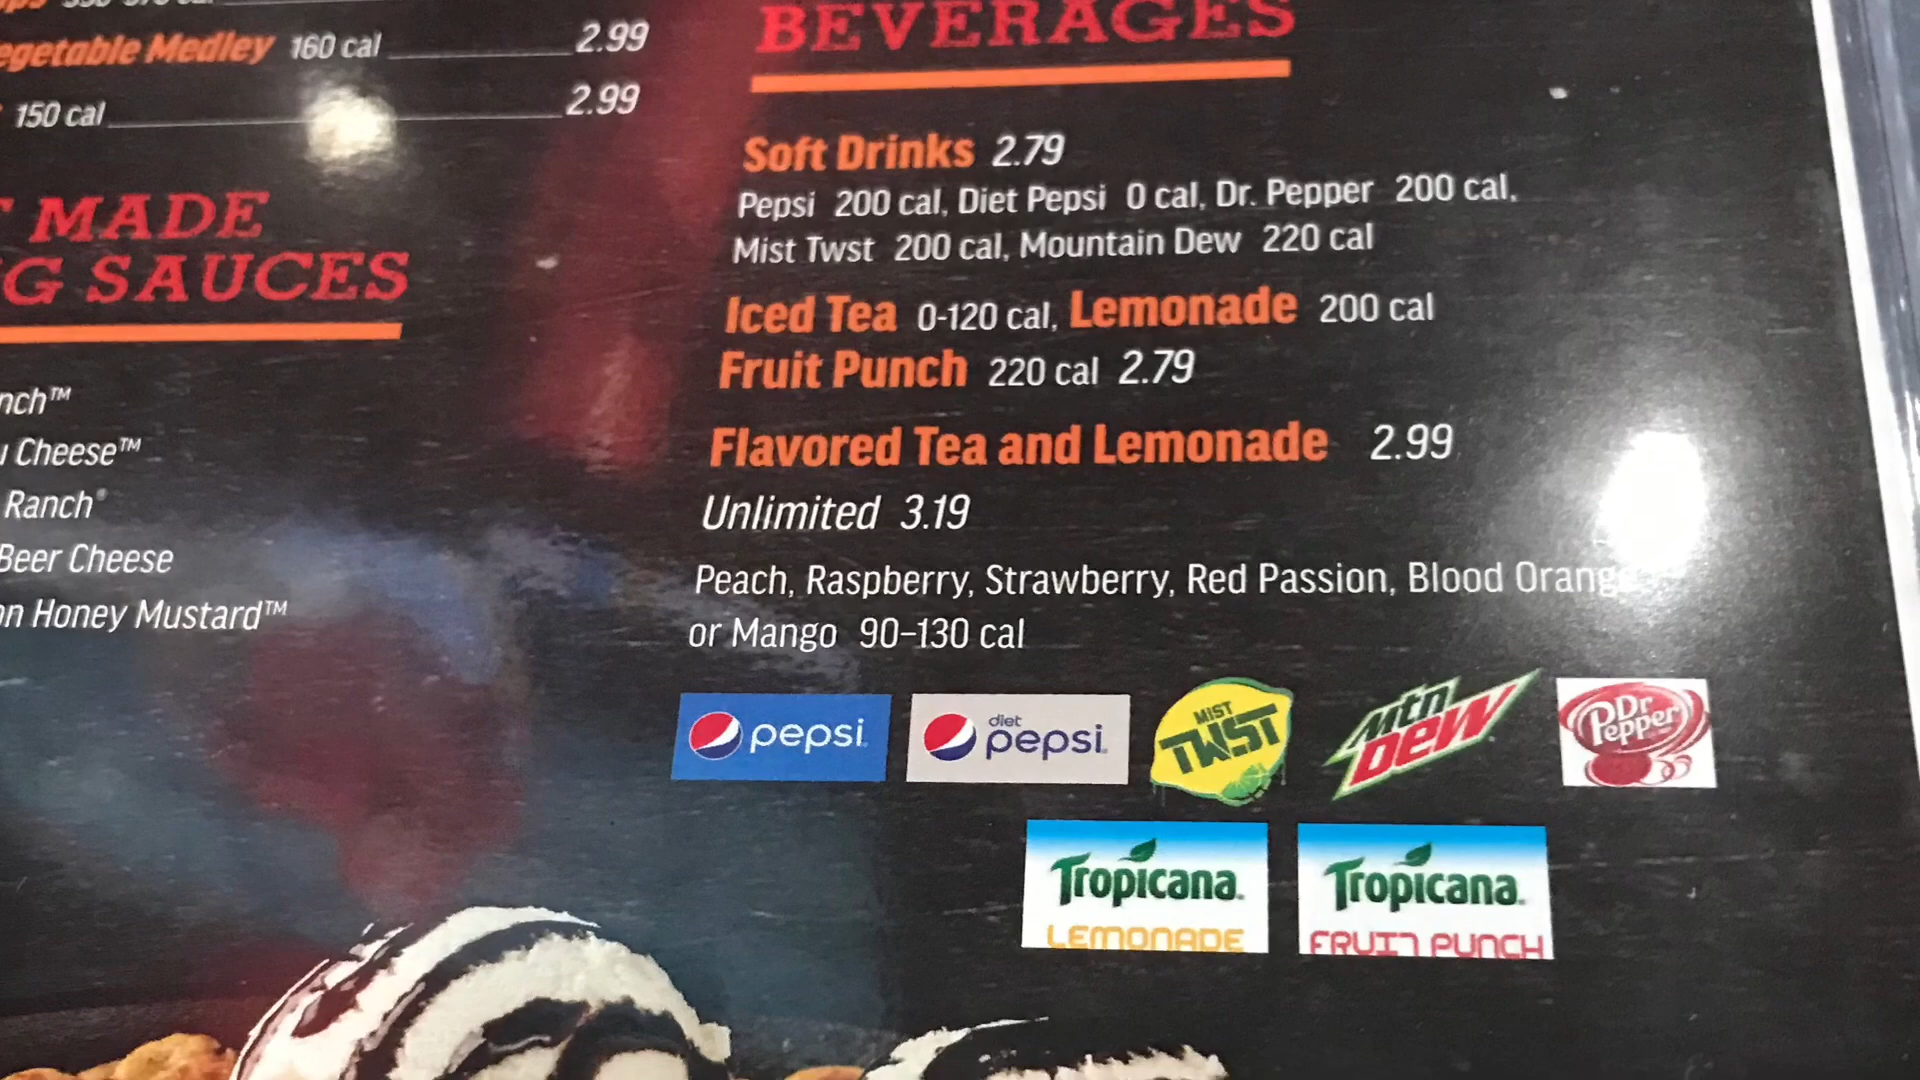 Vegetable Medley 160 cal 2.99
150 cal 2.99
MADE
SAUCES
Cheese™
Ranch®
Beer Cheese
Honey Mustard™
BEVERAGES
Soft Drinks 2.79
Pepsi 200 cal, Diet Pepsi 0 cal, Dr. Pepper 200 cal,
Mist Twst 200 cal, Mountain Dew 220 cal
Iced Tea 0-120 cal, Lemonade 200 cal
Fruit Punch 220 cal 2.79
Flavored Tea and Lemonade 2.99
Unlimited 3.19
Peach, Raspberry, Strawberry, Red Passion, Blood Orange
or Mango 90-130 cal
pepsi
diet
pepsi
MIST
TWST
Mtn
DEW
Dr
Pepper
Tropicana
LEMONADE
Tropicana
FRUIT PUNCH